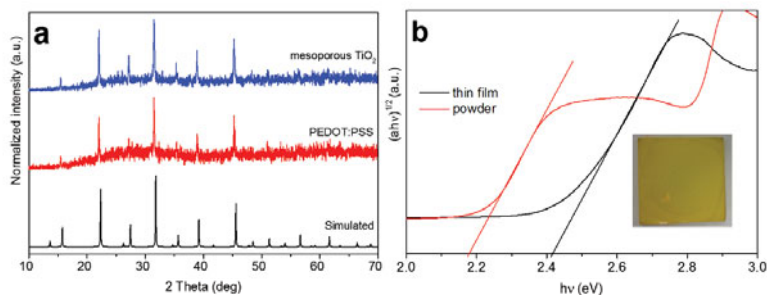 a
Normalized intensity (a.u.)
mesoporous TiO₂
PEDOT:PSS
Simulated
10 20 30 40 50 60 70
2 Theta (deg)
b
(ahν)^1/2 (a.u.)
thin film
powder
2.0 2.2 2.4 2.6 2.8 3.0
hν (eV)